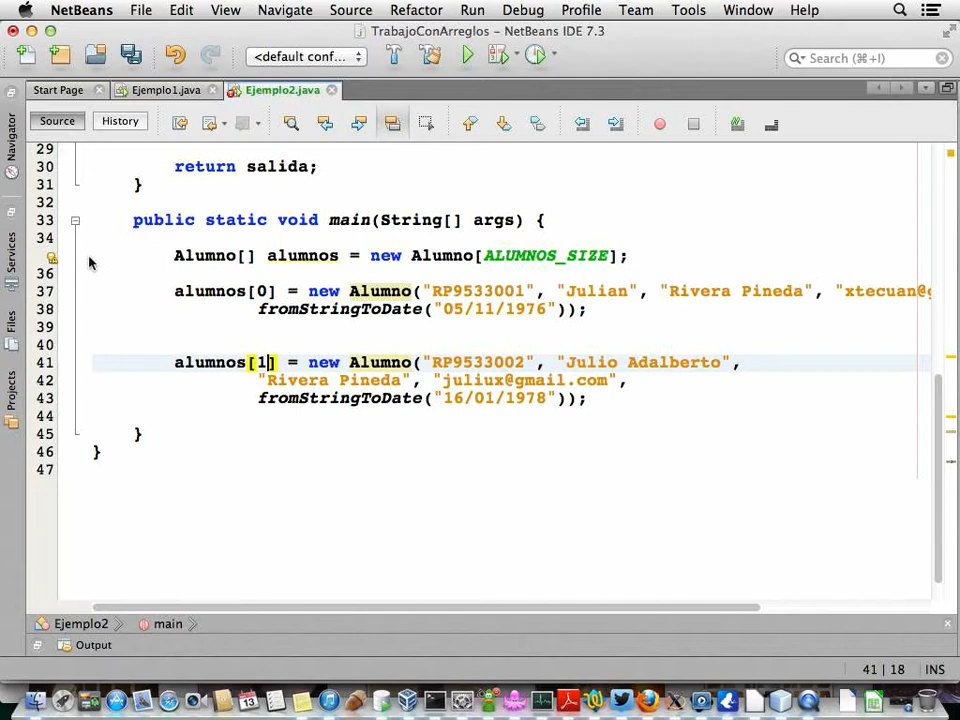 NetBeans File Edit View Navigate Source Refactor Run Debug Profile Team Tools Window Help
TrabajoConArreglos - NetBeans IDE 7.3
<default conf... Search (⌘+I)
Start Page Ejemplo1.java Ejemplo2.java
Source History
Navigator
Services
Files
Projects
29
30 return salida;
31 }
32
33 public static void main(String[] args) {
34
Alumno[] alumnos = new Alumno[ALUMNOS_SIZE];
36
37 alumnos[0] = new Alumno("RP9533001", "Julian", "Rivera Pineda", "xtecuan@g
38 fromStringToDate("05/11/1976"));
39
40
41 alumnos[1] = new Alumno("RP9533002", "Julio Adalberto",
42 "Rivera Pineda", "juliux@gmail.com",
43 fromStringToDate("16/01/1978"));
44
45 }
46 }
47
Ejemplo2 main
Output
41 | 18 INS